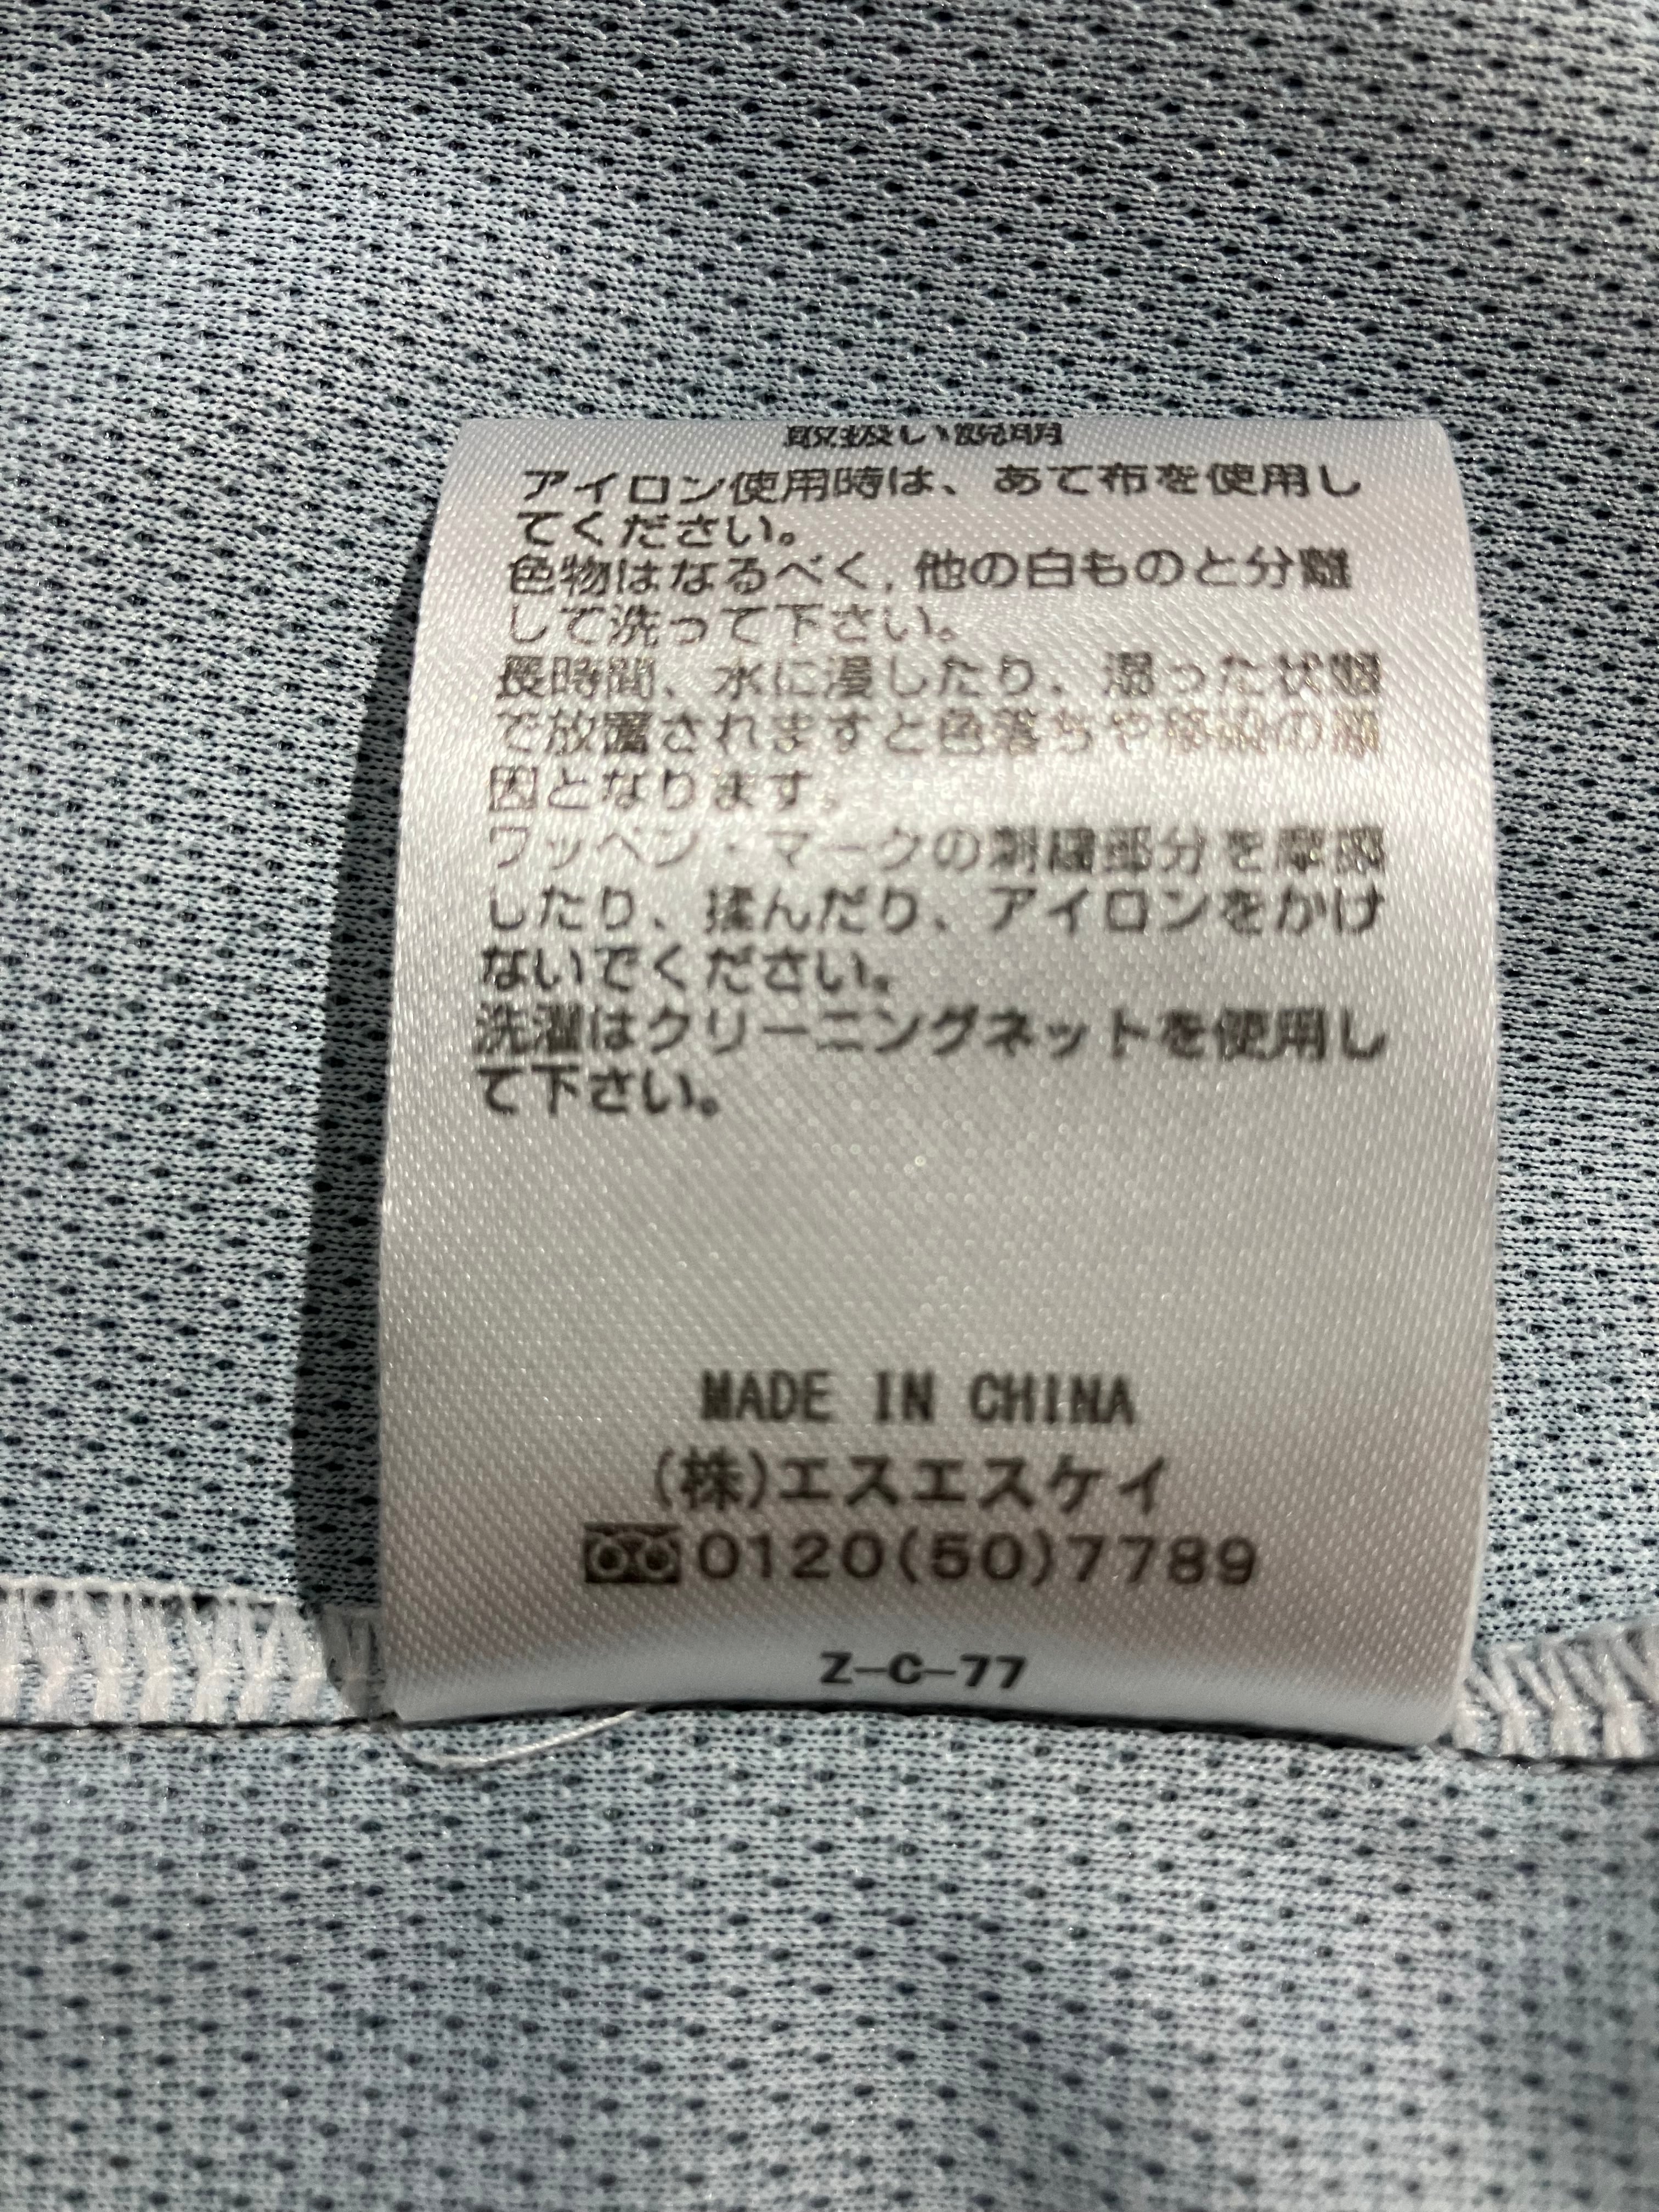 取扱い説明
アイロン使用時は、あて布を使用し
てください。
色物はなるべく,他の白ものと分離
して洗って下さい。
長時間、水に浸したり、湿った状態
で放置されますと色落ちや移染の原
因となります。
ワッペン・マークの刺繍部分を摩擦
したり、揉んだり、アイロンをかけ
ないでください。
洗濯はクリーニングネットを使用し
て下さい。
MADE IN CHINA
(株)エスエスケイ
0120(50)7789
Z-C-77